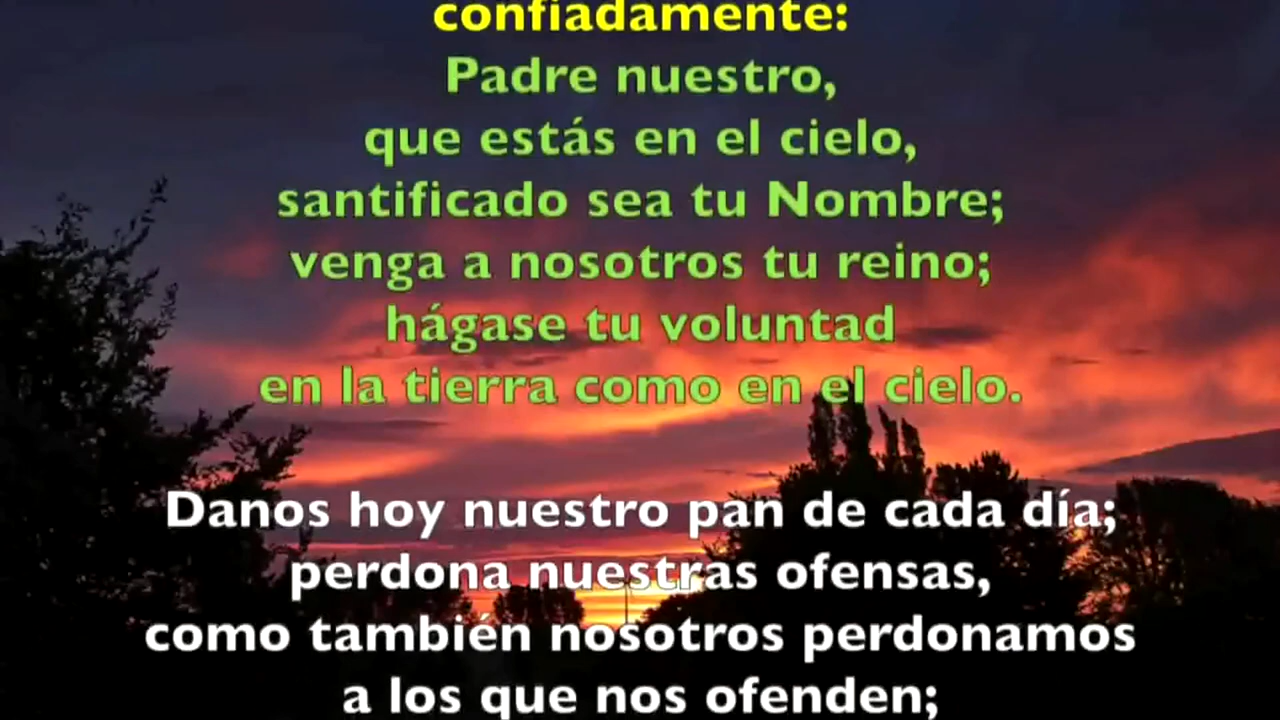 confiadamente:
Padre nuestro,
que estás en el cielo,
santificado sea tu Nombre;
venga a nosotros tu reino;
hágase tu voluntad
en la tierra como en el cielo.
Danos hoy nuestro pan de cada día;
perdona nuestras ofensas,
como también nosotros perdonamos
a los que nos ofenden;